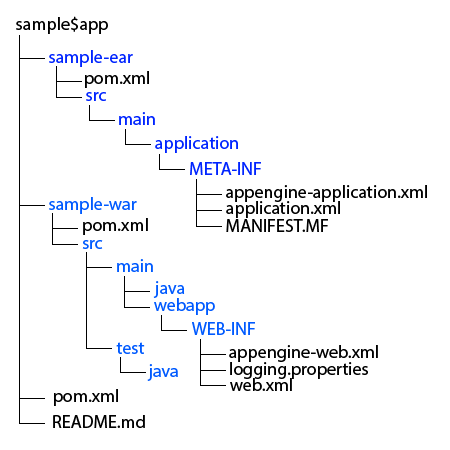 sample$app
sample-ear
pom.xml
src
main
application
META-INF
appengine-application.xml
application.xml
MANIFEST.MF
sample-war
pom.xml
src
main
java
webapp
WEB-INF
appengine-web.xml
logging.properties
web.xml
test
java
pom.xml
README.md